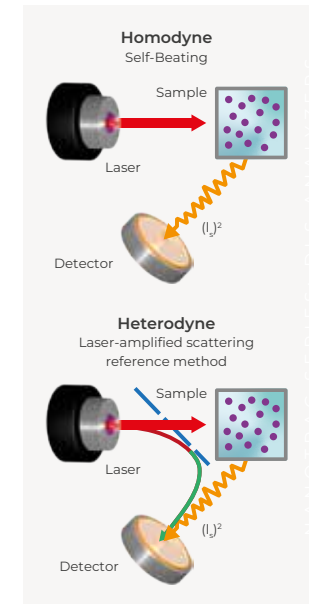 Homodyne
Self-Beating
Sample
Laser
(Iₛ)²
Detector
Heterodyne
Laser-amplified scattering
reference method
Sample
Laser
(Iₛ)²
Detector